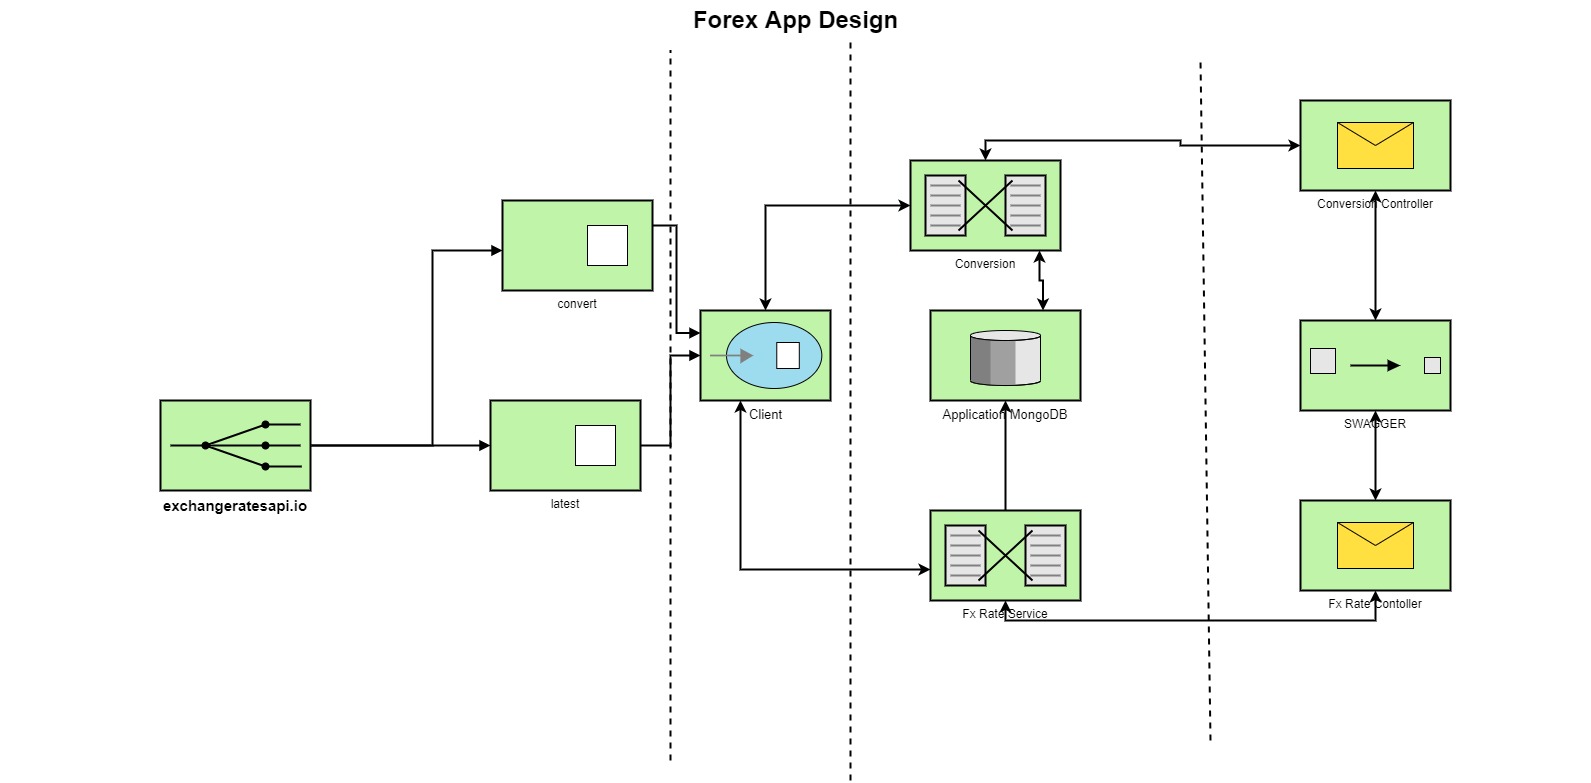 Forex App Design
Conversion Controller
Conversion
convert
Client
Application MongoDB
SWAGGER
exchangeratesapi.io
latest
Fx Rate Service
Fx Rate Contoller